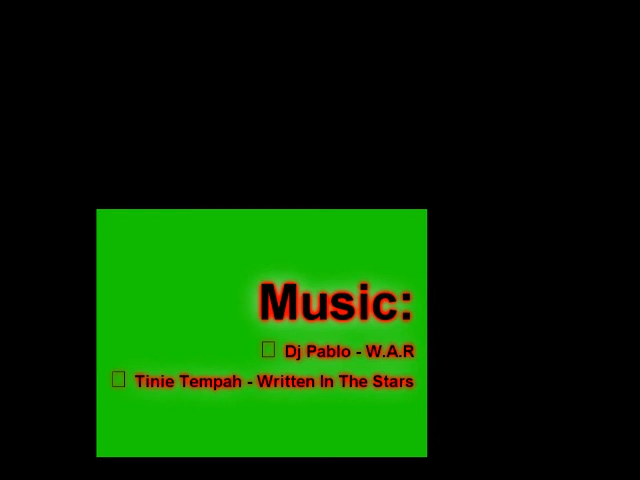 Music:
Dj Pablo - W.A.R
Tinie Tempah - Written In The Stars